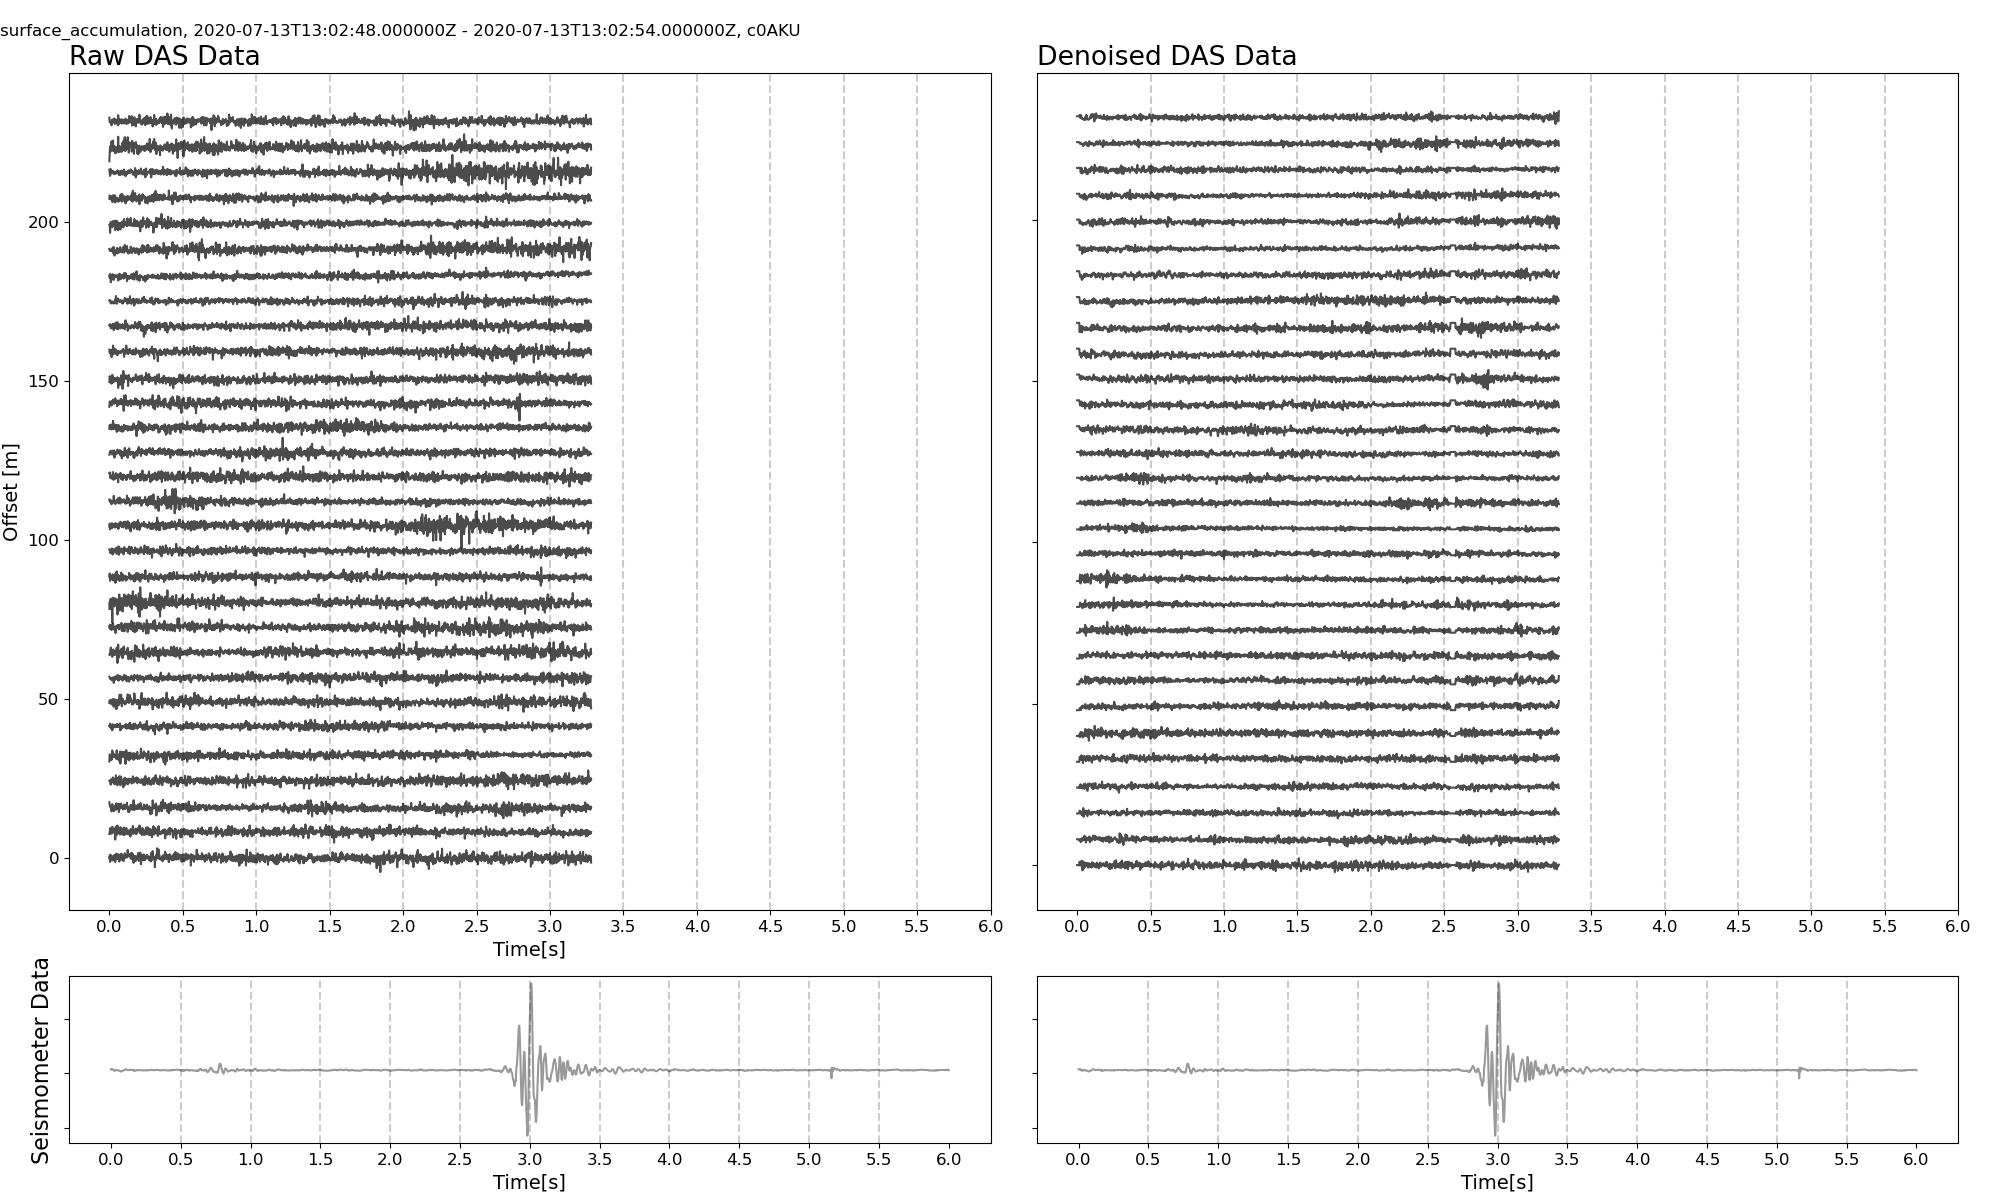 surface_accumulation, 2020-07-13T13:02:48.000000Z - 2020-07-13T13:02:54.000000Z, c0AKU
Raw DAS Data
Denoised DAS Data
Offset [m]
200
150
100
50
0
0.0 0.5 1.0 1.5 2.0 2.5 3.0 3.5 4.0 4.5 5.0 5.5 6.0
Time[s]
0.0 0.5 1.0 1.5 2.0 2.5 3.0 3.5 4.0 4.5 5.0 5.5 6.0
Seismometer Data
0.0 0.5 1.0 1.5 2.0 2.5 3.0 3.5 4.0 4.5 5.0 5.5 6.0
Time[s]
0.0 0.5 1.0 1.5 2.0 2.5 3.0 3.5 4.0 4.5 5.0 5.5 6.0
Time[s]